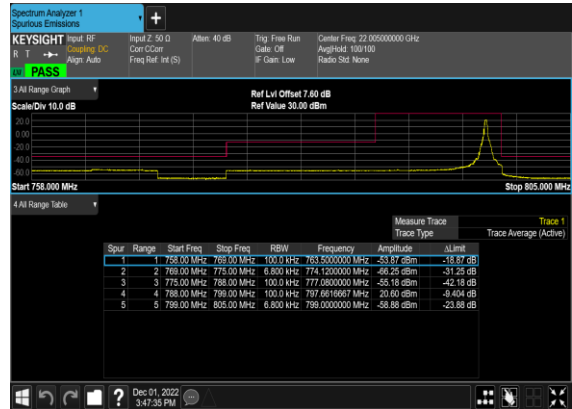 Spectrum Analyzer 1
Spurious Emissions
KEYSIGHT Input: RF Input Z: 50 Ω Atten: 40 dB Trig: Free Run Center Freq: 22.005000000 GHz
R T Coupling: DC Corr CCorr Gate: Off Avg|Hold: 100/100
Align: Auto Freq Ref: Int (S) IF Gain: Low Radio Std: None
PASS
3 All Range Graph
Ref Lvl Offset 7.60 dB
Scale/Div 10.0 dB Ref Value 30.00 dBm
20.0
0.00
-20.0
-40.0
-60.0
Start 758.000 MHz Stop 805.000 MHz
4 All Range Table
Measure Trace Trace 1
Trace Type Trace Average (Active)
Spur Range Start Freq Stop Freq RBW Frequency Amplitude ΔLimit
1 1 758.00 MHz 769.00 MHz 100.0 kHz 763.5000000 MHz -53.87 dBm -18.87 dB
2 2 769.00 MHz 775.00 MHz 6.800 kHz 774.1200000 MHz -66.25 dBm -31.25 dB
3 3 775.00 MHz 788.00 MHz 100.0 kHz 777.0800000 MHz -55.18 dBm -42.18 dB
4 4 788.00 MHz 799.00 MHz 100.0 kHz 797.6616667 MHz 20.60 dBm -9.404 dB
5 5 799.00 MHz 805.00 MHz 6.800 kHz 799.0000000 MHz -58.88 dBm -23.88 dB
Dec 01, 2022
3:47:35 PM